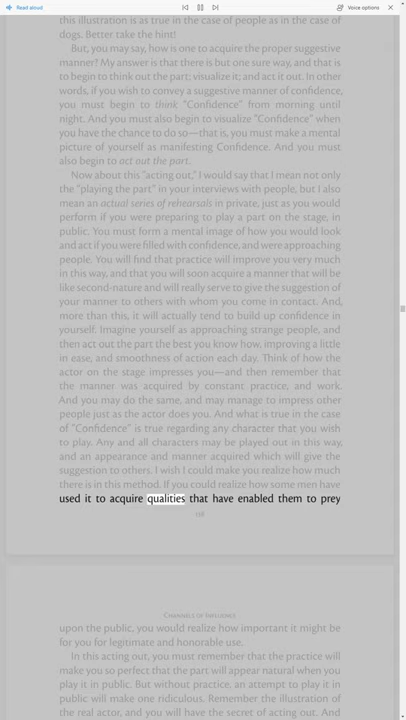 Read aloud
Voice options
this illustration is as true in the case of people as in the case of
dogs. Better take the hint!
But, you may say, how is one to acquire the proper suggestive
manner? My answer is that there is but one sure way, and that is
to begin to think out the part; visualize it; and act it out. In other
words, if you wish to convey a suggestive manner of confidence,
you must begin to think "Confidence" from morning until
night. And you must also begin to visualize "Confidence" when
you have the chance to do so—that is, you must make a mental
picture of yourself as manifesting Confidence. And you must
also begin to act out the part.
Now about this "acting out," I would say that I mean not only
the "playing the part" in your interviews with people, but I also
mean an actual series of rehearsals in private, just as you would
perform if you were preparing to play a part on the stage, in
public. You must form a mental image of how you would look
and act if you were filled with confidence, and were approaching
people. You will find that practice will improve you very much
in this way, and that you will soon acquire a manner that will be
like second-nature and will really serve to give the suggestion of
your manner to others with whom you come in contact. And,
more than this, it will actually tend to build up confidence in
yourself. Imagine yourself as approaching strange people, and
then act out the part the best you know how, improving a little
in ease, and smoothness of action each day. Think of how the
actor on the stage impresses you—and then remember that
the manner was acquired by constant practice, and work.
And you may do the same, and may manage to impress other
people just as the actor does you. And what is true in the case
of "Confidence" is true regarding any character that you wish
to play. Any and all characters may be played out in this way,
and an appearance and manner acquired which will give the
suggestion to others. I wish I could make you realize how much
there is in this method. If you could realize how some men have
used it to acquire qualities that have enabled them to prey
158
Channels of Influence
upon the public, you would realize how important it might be
for you for legitimate and honorable use.
In this acting out, you must remember that the practice will
make you so perfect that the part will appear natural when you
play it in public. But without practice, an attempt to play it in
public will make one ridiculous. Remember the illustration of
the real actor, and you will have the secret of acting out. And